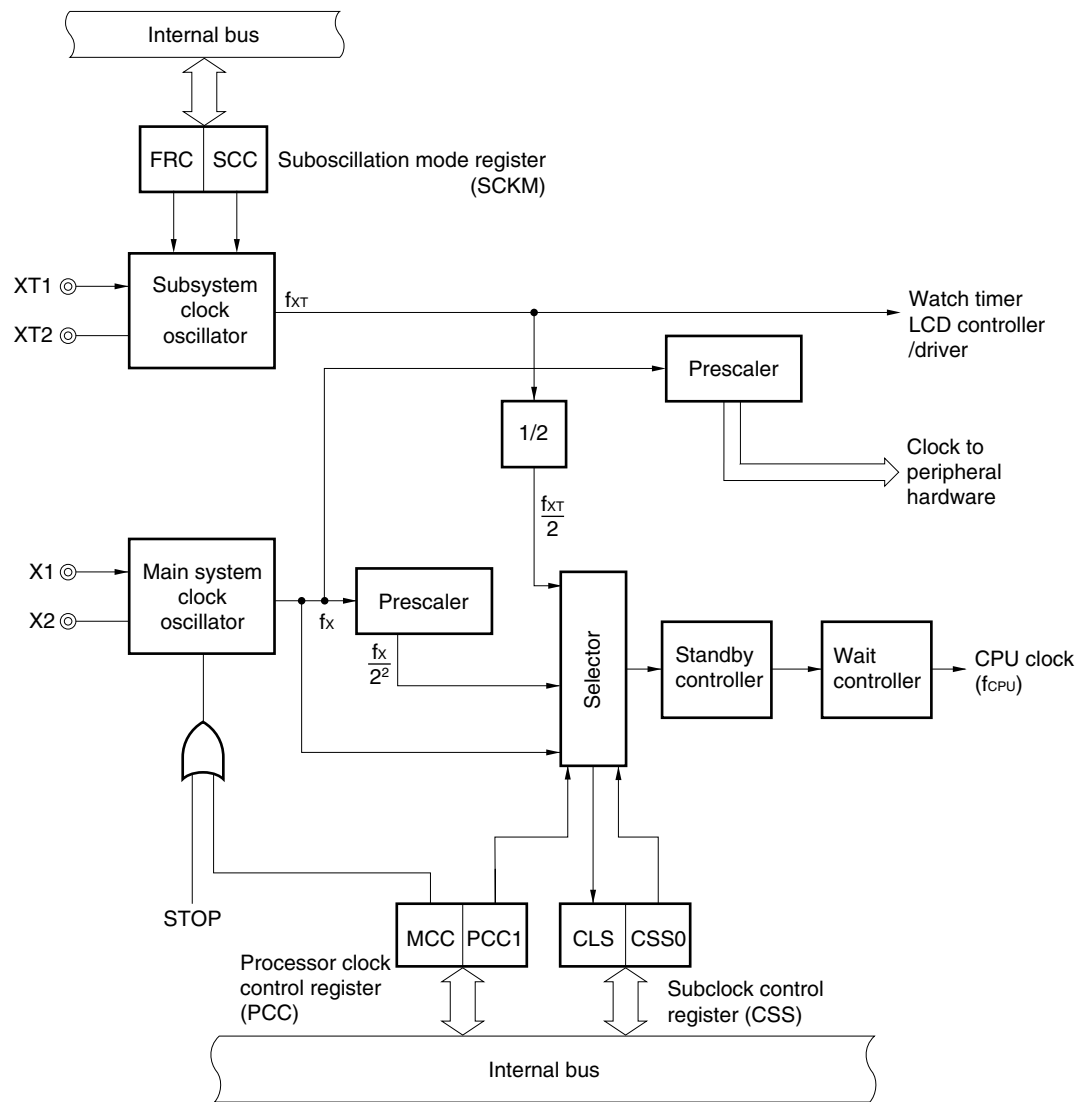 Internal bus
FRC SCC
Suboscillation mode register
(SCKM)
XT1
XT2
Subsystem
clock
oscillator
fXT
Watch timer
LCD controller
/driver
Prescaler
1/2
Clock to
peripheral
hardware
fXT
2
X1
X2
Main system
clock
oscillator
fX
Prescaler
fX
2²
Selector
Standby
controller
Wait
controller
CPU clock
(fCPU)
STOP
MCC PCC1
CLS CSS0
Processor clock
control register
(PCC)
Subclock control
register (CSS)
Internal bus